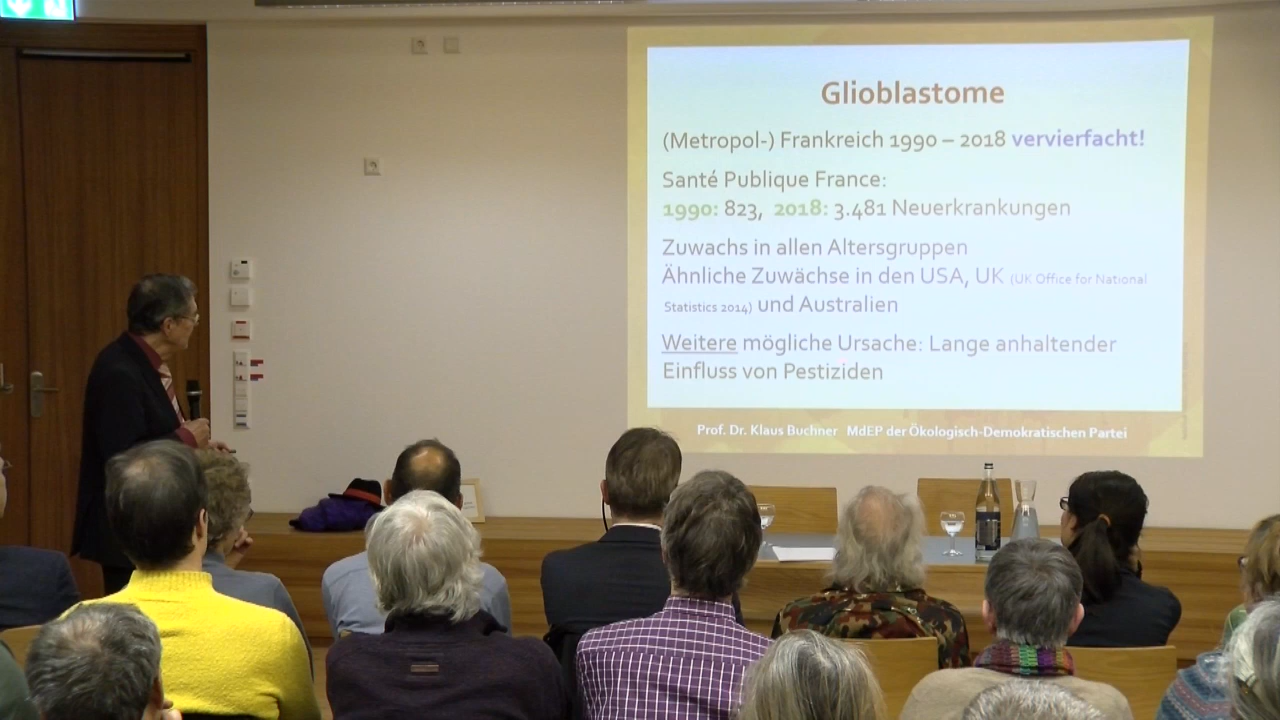 Glioblastome
(Metropol-) Frankreich 1990 – 2018 vervierfacht!
Santé Publique France:
1990: 823, 2018: 3.481 Neuerkrankungen
Zuwachs in allen Altersgruppen
Ähnliche Zuwächse in den USA, UK (UK Office for National
Statistics 2014) und Australien
Weitere mögliche Ursache: Lange anhaltender
Einfluss von Pestiziden
Prof. Dr. Klaus Buchner MdEP der Ökologisch-Demokratischen Partei